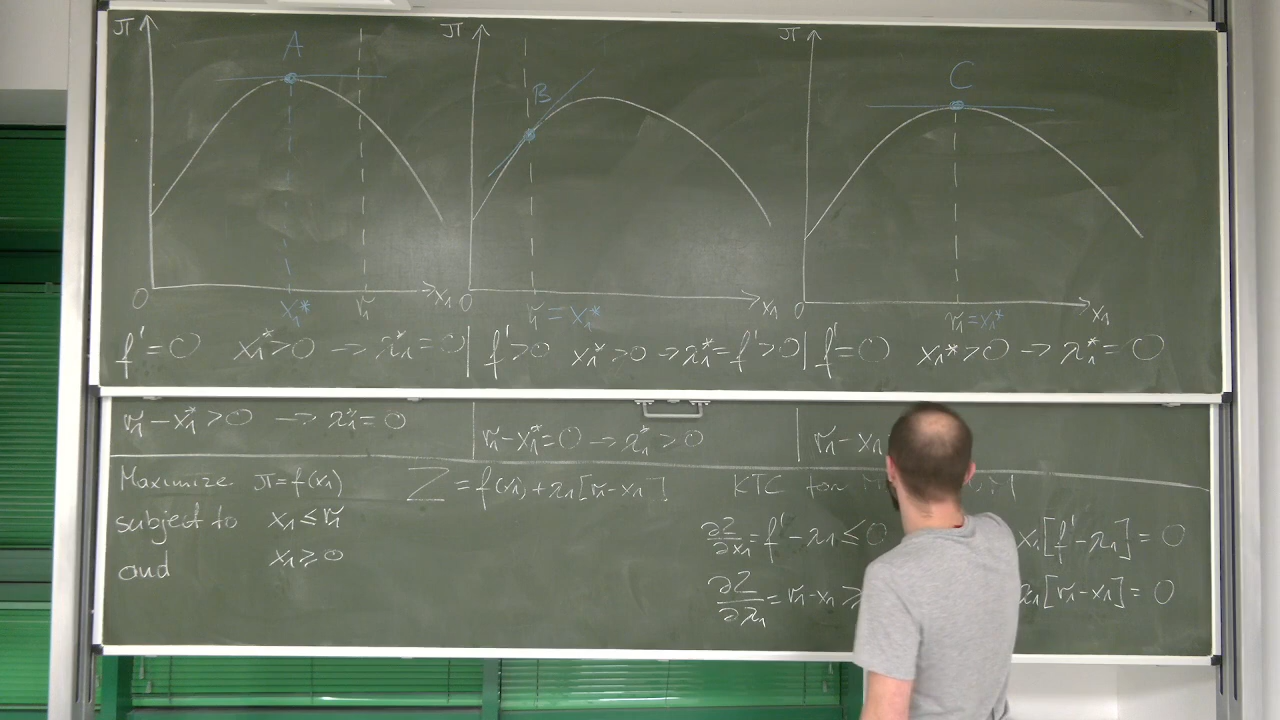 π A π B π C
0 x₁* r₁ x₁ 0 r₁ = x₁* x₁ 0 r₁ = x₁* x₁
f' = 0 x₁* > 0 → λ₁* = 0 | f' > 0 x₁* > 0 → λ₁* = f' > 0 | f' = 0 x₁* > 0 → λ₁* = 0
r₁ - x₁* > 0 → λ₁* = 0 | r₁ - x₁* = 0 → λ₁* > 0 | r₁ - x₁
Maximize π = f(x₁) Z = f(x₁) + λ₁[r₁ - x₁] KTC for
subject to x₁ ≤ r₁ ∂Z/∂x₁ = f' - λ₁ ≤ 0 x₁[f' - λ₁] = 0
and x₁ ≥ 0 ∂Z/∂λ₁ = r₁ - x₁ ≥ λ₁[r₁ - x₁] = 0